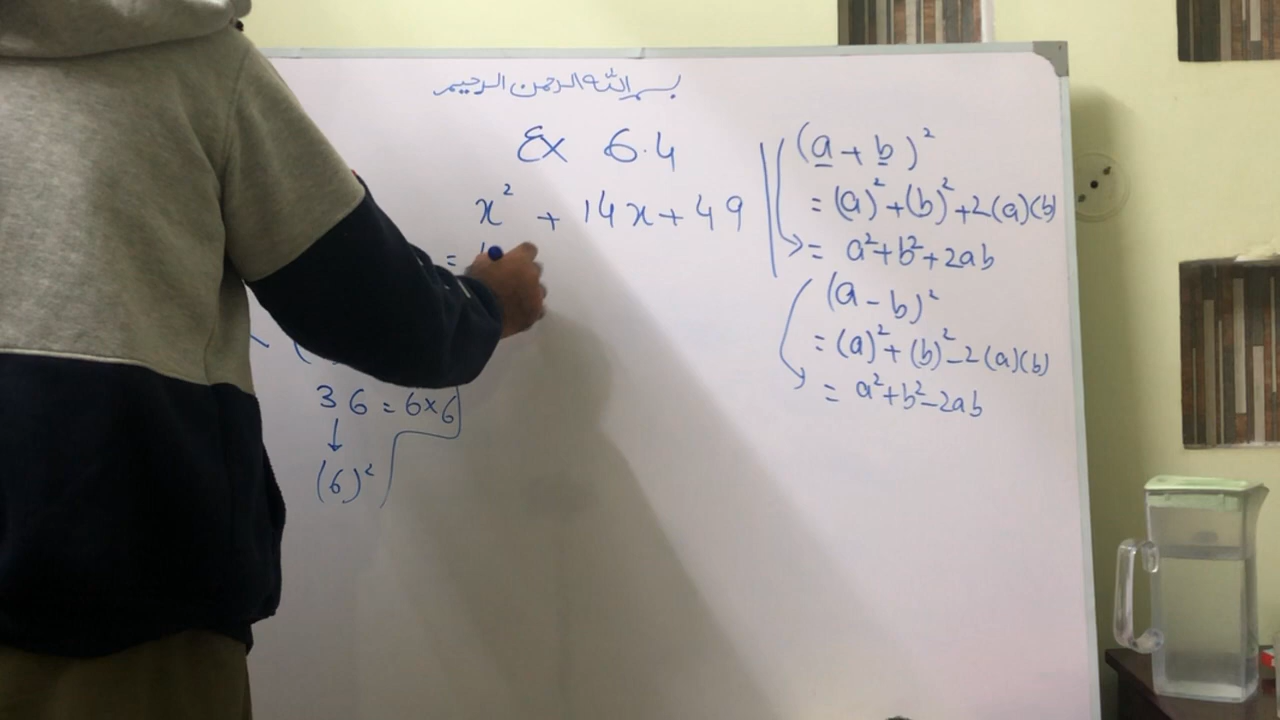 بسم الله الرحمن الرحيم
Ex 6.4
x² + 14x + 49
= (
36 = 6×6
(6)²
(a + b)²
= (a)² + (b)² + 2(a)(b)
= a² + b² + 2ab
(a - b)²
= (a)² + (b)² - 2(a)(b)
= a² + b² - 2ab